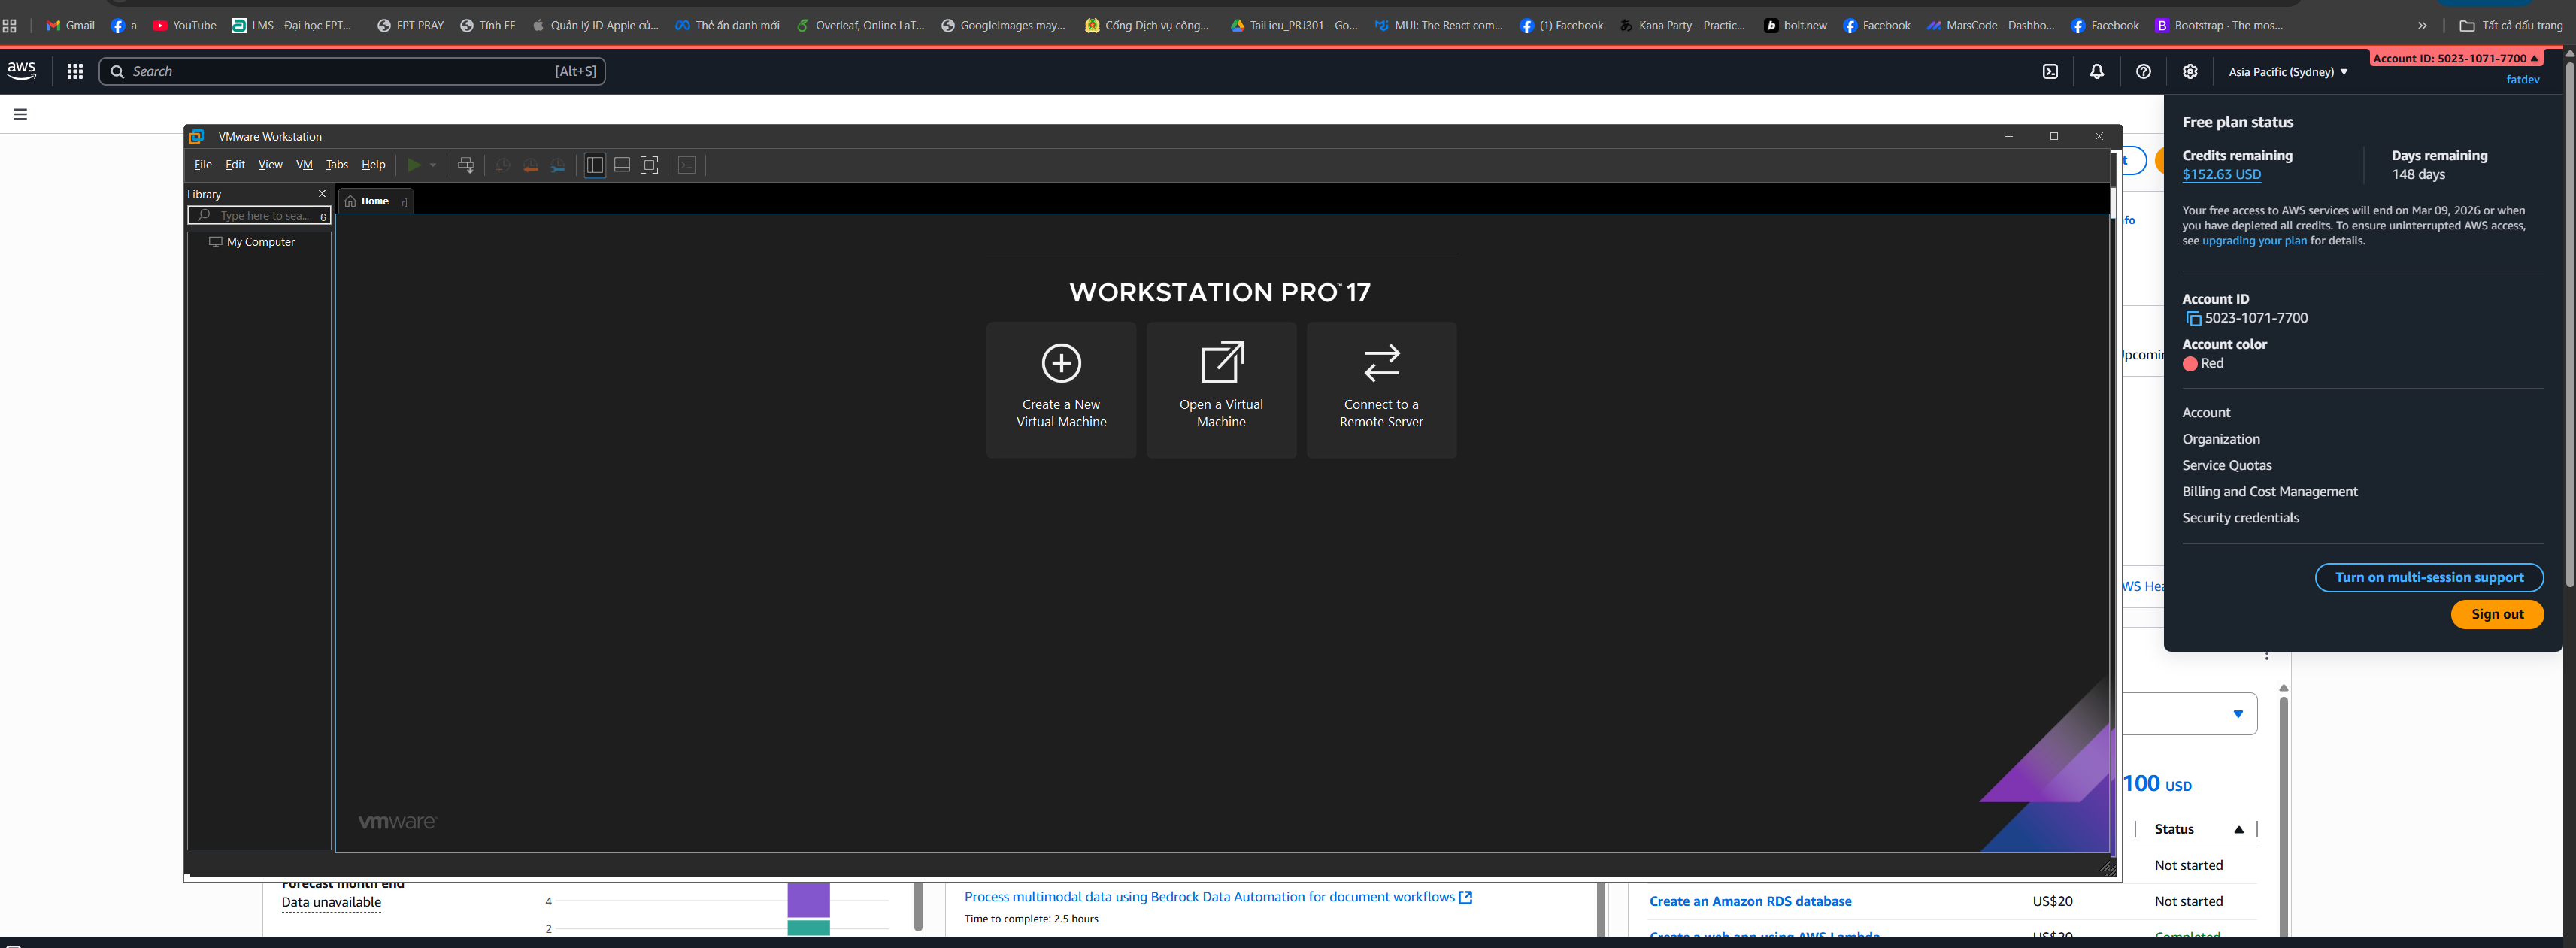 Gmail
a
YouTube
LMS - Đại học FPT...
FPT PRAY
Tính FE
Quản lý ID Apple củ...
Thẻ ẩn danh mới
Overleaf, Online LaT...
GoogleImages may...
Cổng Dịch vụ công...
TaiLieu_PRJ301 - Go...
MUI: The React com...
(1) Facebook
Kana Party – Practic...
bolt.new
Facebook
MarsCode - Dashbo...
Facebook
Bootstrap · The mos...
»
Tất cả dấu trang
aws
Search
[Alt+S]
Asia Pacific (Sydney)
Account ID: 5023-1071-7700
fatdev
VMware Workstation
File
Edit
View
VM
Tabs
Help
Library
Type here to sea...
My Computer
Home
WORKSTATION PRO™ 17
Create a New
Virtual Machine
Open a Virtual
Machine
Connect to a
Remote Server
vmware
Free plan status
Credits remaining
$152.63 USD
Days remaining
148 days
Your free access to AWS services will end on Mar 09, 2026 or when
you have depleted all credits. To ensure uninterrupted AWS access,
see upgrading your plan for details.
Account ID
5023-1071-7700
Account color
Red
Account
Organization
Service Quotas
Billing and Cost Management
Security credentials
Turn on multi-session support
Sign out
100 USD
Status
Not started
Forecast month end
Data unavailable
4
2
Process multimodal data using Bedrock Data Automation for document workflows
Time to complete: 2.5 hours
Create an Amazon RDS database
US$20
Not started
Create a web app using AWS Lambda
US$20
Completed